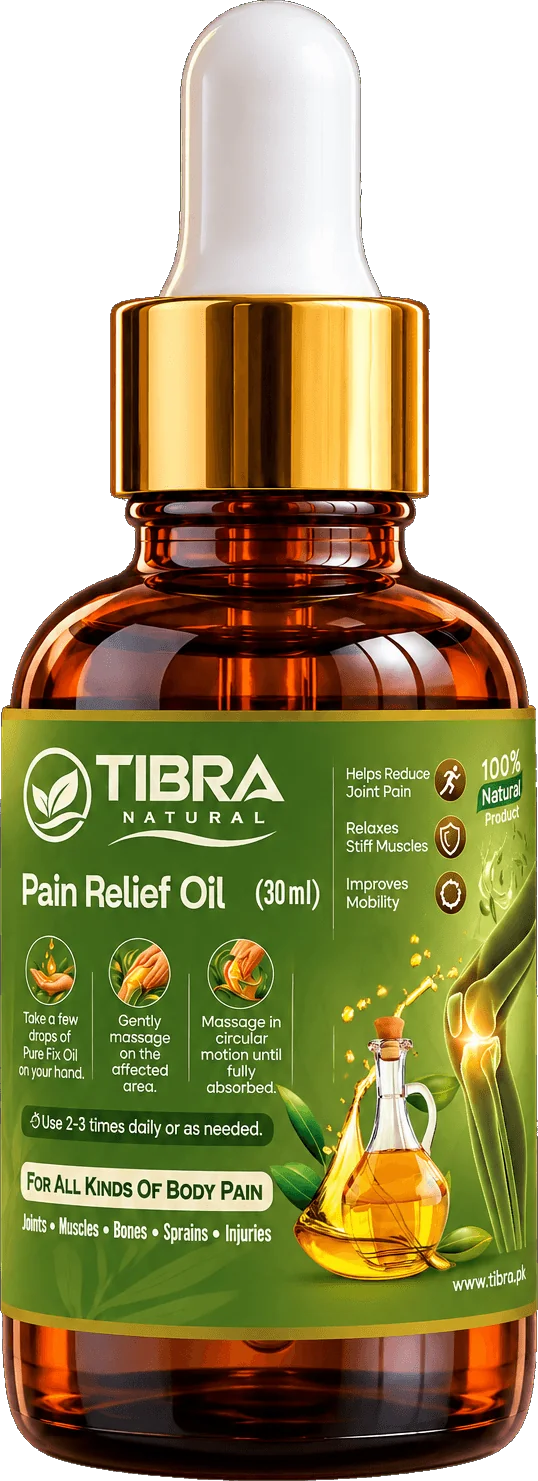 TIBRA
NATURAL
Pain Relief Oil (30 ml)
Helps Reduce
Joint Pain
Relaxes
Stiff Muscles
Improves
Mobility
100%
Natural
Product
Take a few
drops of
Pure Fix Oil
on your hand.
Gently
massage
on the
affected
area.
Massage in
circular
motion until
fully
absorbed.
Use 2-3 times daily or as needed.
FOR ALL KINDS OF BODY PAIN
Joints • Muscles • Bones • Sprains • Injuries
www.tibra.pk